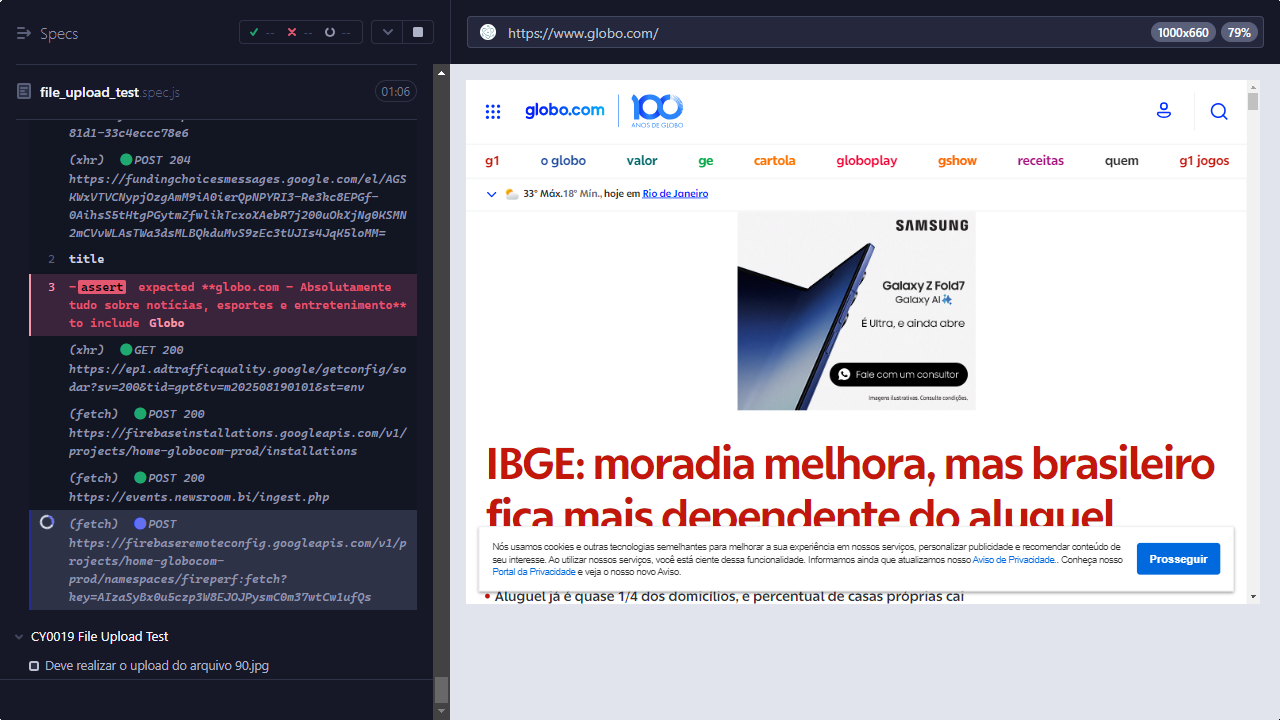 Specs
--
--
--
https://www.globo.com/
1000x660
79%
file_upload_test.spec.js
01:06
81d1-33c4eccc78e6
(xhr) POST 204
https://fundingchoicesmessages.google.com/el/AGS
KWxVTVCNypjOzgAmM9iA0ierQpNPYRI3-Re3hc8EPGf-
0AihsS5tHtgPGytmZfwlikTcxoXAebR7j200uOkXjNg0KSMN
2mCVvWLAsTWa3dsMLBQkduMvS9zEc3tUJIs4JqK5loMM=
2 title
3 -assert expected **globo.com - Absolutamente
tudo sobre notícias, esportes e entretenimento**
to include Globo
(xhr) GET 200
https://ep1.adtrafficquality.google/getconfig/so
dar?sv=200&tid=gpt&tv=m202508190101&st=env
(fetch) POST 200
https://firebaseinstallations.googleapis.com/v1/
projects/home-globocom-prod/installations
(fetch) POST 200
https://events.newsroom.bi/ingest.php
(fetch) POST
https://firebaseremoteconfig.googleapis.com/v1/p
rojects/home-globocom-
prod/namespaces/fireperf:fetch?
key=AIzaSyBx0u5czp3W8EJOJPysmC0m37wtCw1ufQs
CY0019 File Upload Test
Deve realizar o upload do arquivo 90.jpg
globo.com
100
ANOS DE GLOBO
g1 o globo valor ge cartola globoplay gshow receitas quem g1 jogos
33° Máx.18° Mín., hoje em Rio de Janeiro
SAMSUNG
Galaxy Z Fold7
Galaxy AI
É Ultra, e ainda abre
Fale com um consultor
Imagens ilustrativas. Consulte condições.
IBGE: moradia melhora, mas brasileiro
fica mais dependente do aluguel
Nós usamos cookies e outras tecnologias semelhantes para melhorar a sua experiência em nossos serviços, personalizar publicidade e recomendar conteúdo de
seu interesse. Ao utilizar nossos serviços, você está ciente dessa funcionalidade. Informamos ainda que atualizamos nosso Aviso de Privacidade.. Conheça nosso
Portal da Privacidade e veja o nosso novo Aviso.
Prosseguir
Aluguel já é quase 1/4 dos domicílios, e percentual de casas próprias cai